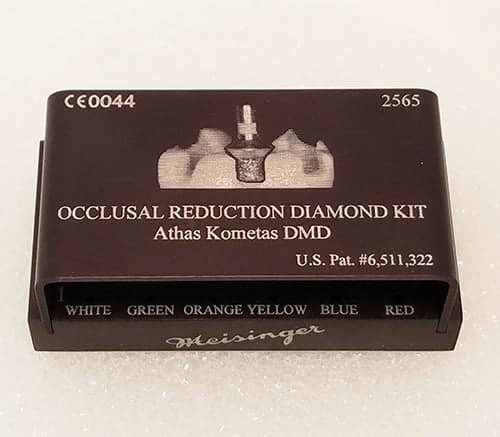 CE0044 2565
OCCLUSAL REDUCTION DIAMOND KIT
Athas Kometas DMD
U.S. Pat. #6,511,322
1
WHITE GREEN ORANGE YELLOW BLUE RED
Meisinger